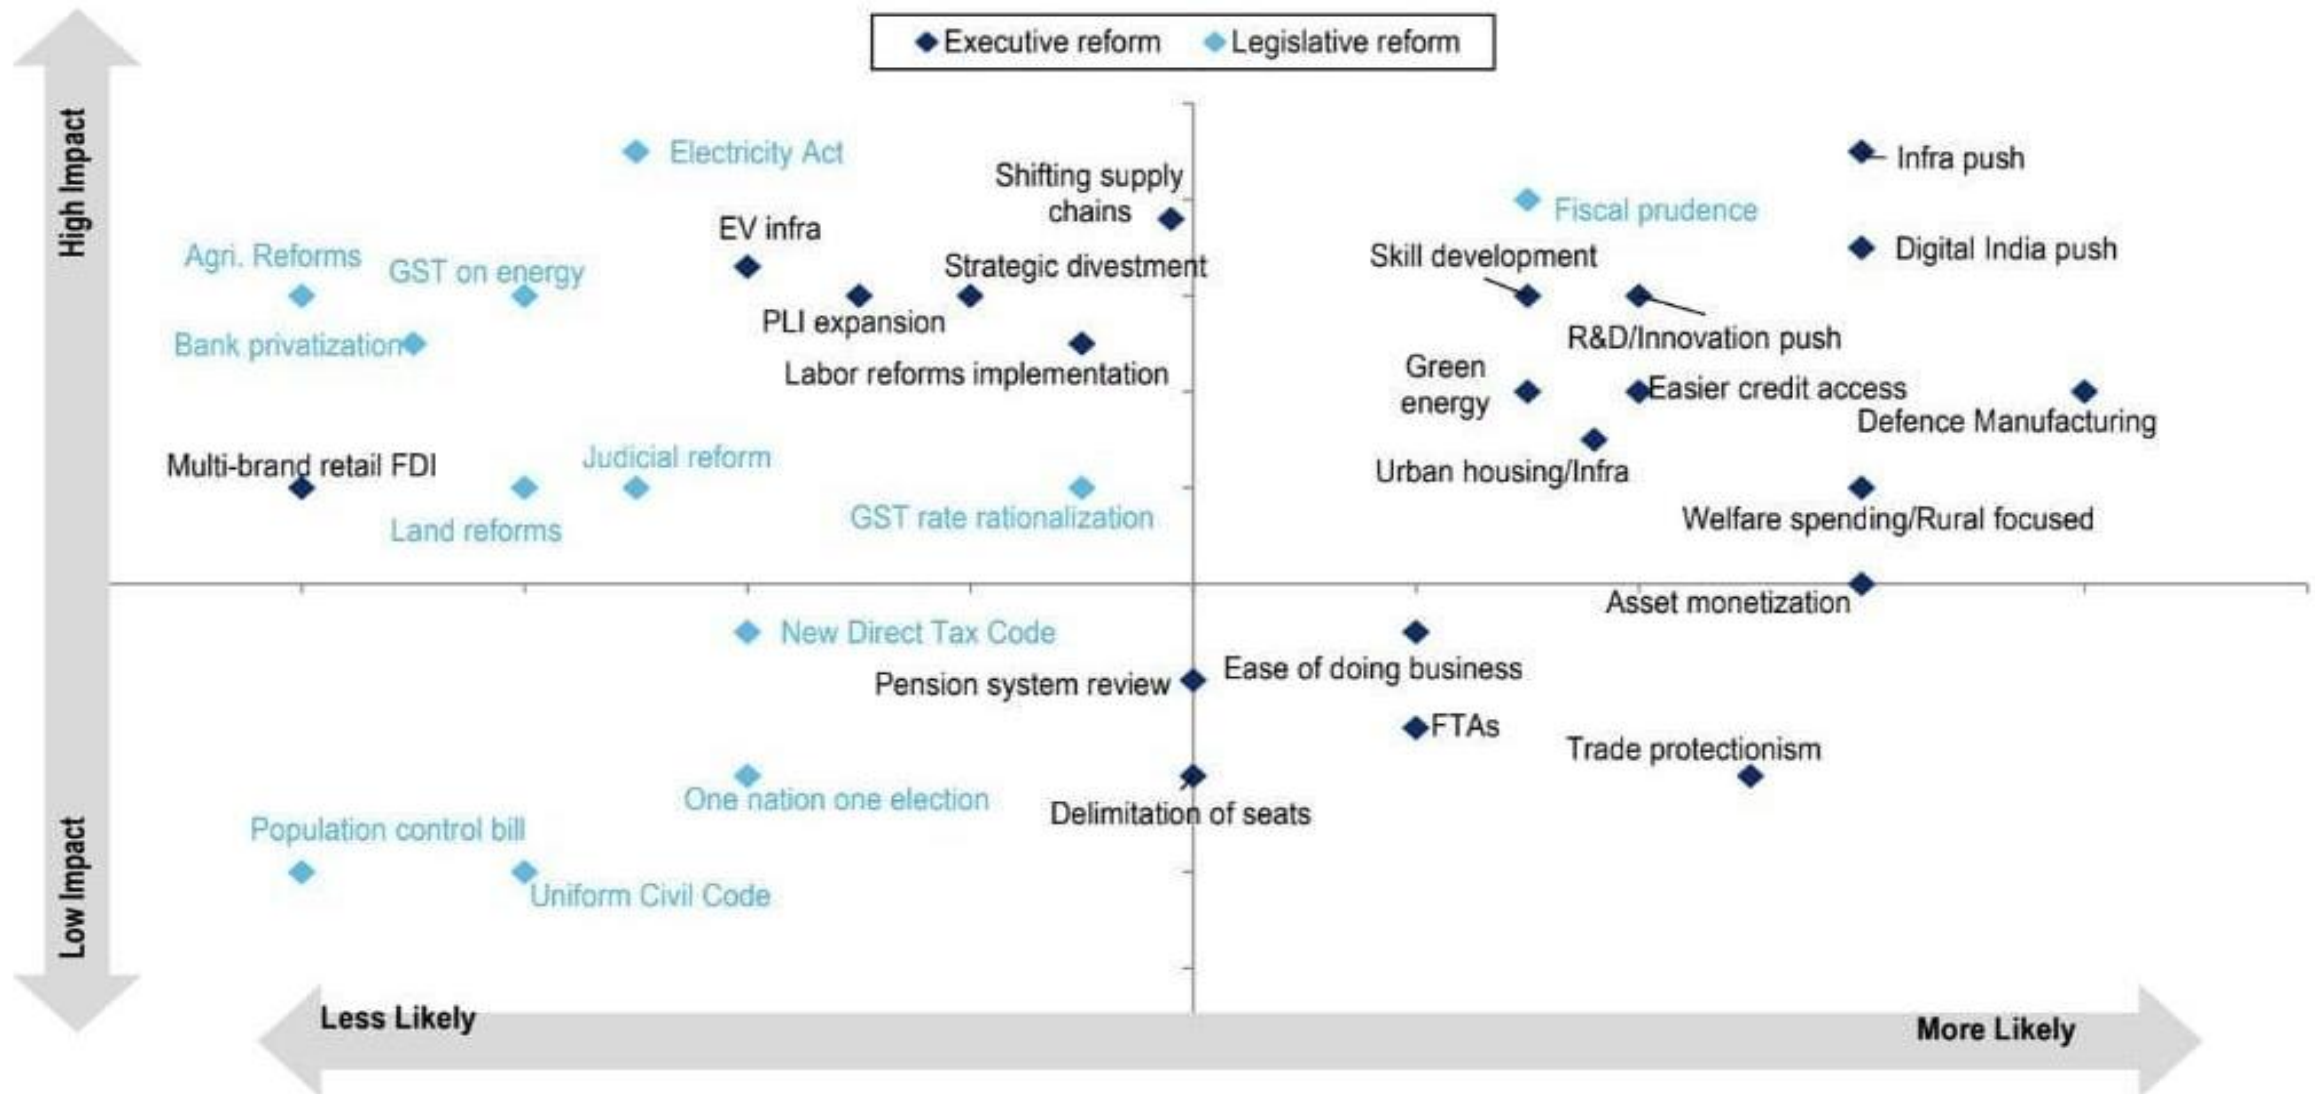 Executive reform
Legislative reform
High Impact
Electricity Act
Shifting supply
chains
Infra push
Fiscal prudence
EV infra
Agri. Reforms
GST on energy
Strategic divestment
Skill development
Digital India push
PLI expansion
Bank privatization
R&D/Innovation push
Labor reforms implementation
Green
energy
Easier credit access
Defence Manufacturing
Multi-brand retail FDI
Judicial reform
Urban housing/Infra
Land reforms
GST rate rationalization
Welfare spending/Rural focused
Asset monetization
New Direct Tax Code
Pension system review
Ease of doing business
FTAs
Trade protectionism
One nation one election
Delimitation of seats
Population control bill
Uniform Civil Code
Low Impact
Less Likely
More Likely